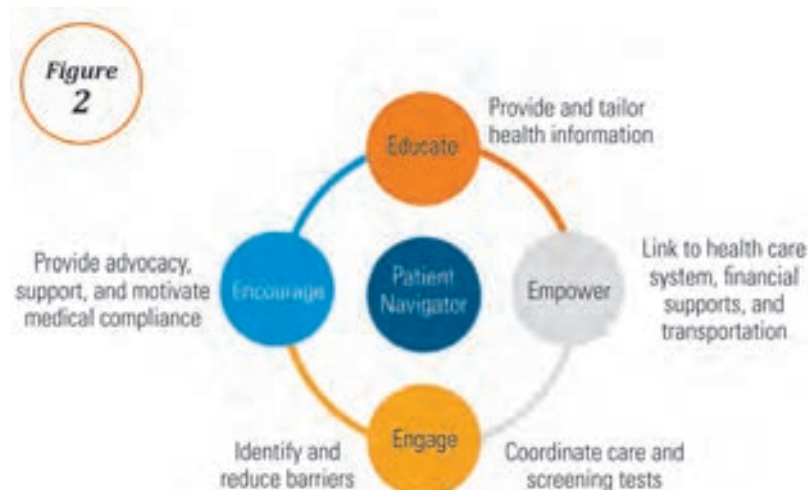 Figure
2
Educate
Provide and tailor
health information
Provide advocacy,
support, and motivate
medical compliance
Encourage
Patient
Navigator
Empower
Link to health care
system, financial
supports, and
transportation
Engage
Identify and
reduce barriers
Coordinate care and
screening tests